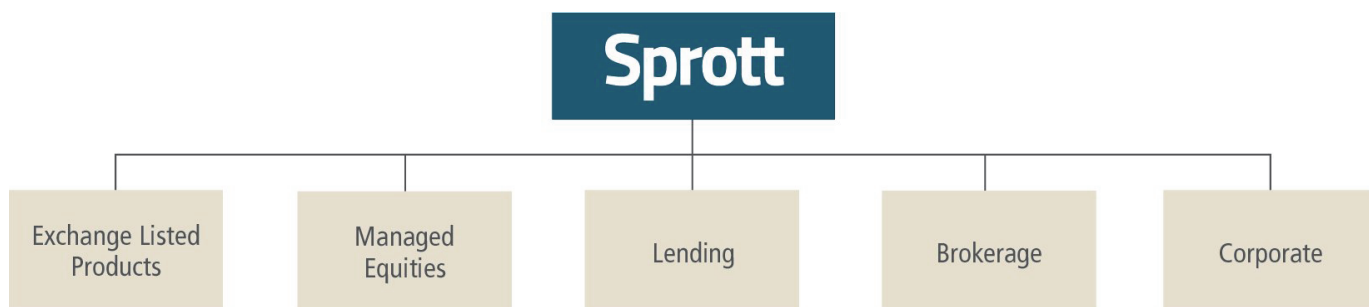 Sprott
Exchange Listed
Products
Managed
Equities
Lending
Brokerage
Corporate